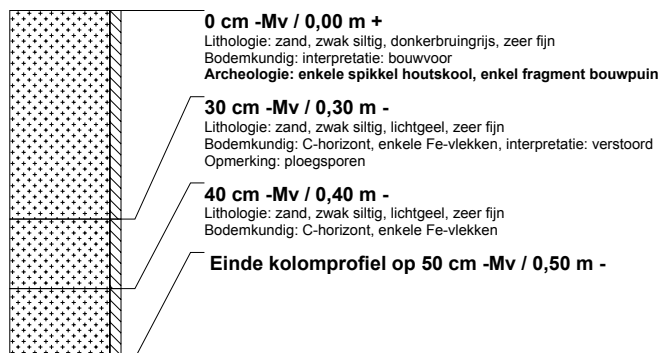 0 cm -Mv / 0,00 m +
Lithologie: zand, zwak siltig, donkerbruingrijs, zeer fijn
Bodemkundig: interpretatie: bouwvoor
Archeologie: enkele spikkel houtskool, enkel fragment bouwpuin
30 cm -Mv / 0,30 m -
Lithologie: zand, zwak siltig, lichtgeel, zeer fijn
Bodemkundig: C-horizont, enkele Fe-vlekken, interpretatie: verstoord
Opmerking: ploegsporen
40 cm -Mv / 0,40 m -
Lithologie: zand, zwak siltig, lichtgeel, zeer fijn
Bodemkundig: C-horizont, enkele Fe-vlekken
Einde kolomprofiel op 50 cm -Mv / 0,50 m -